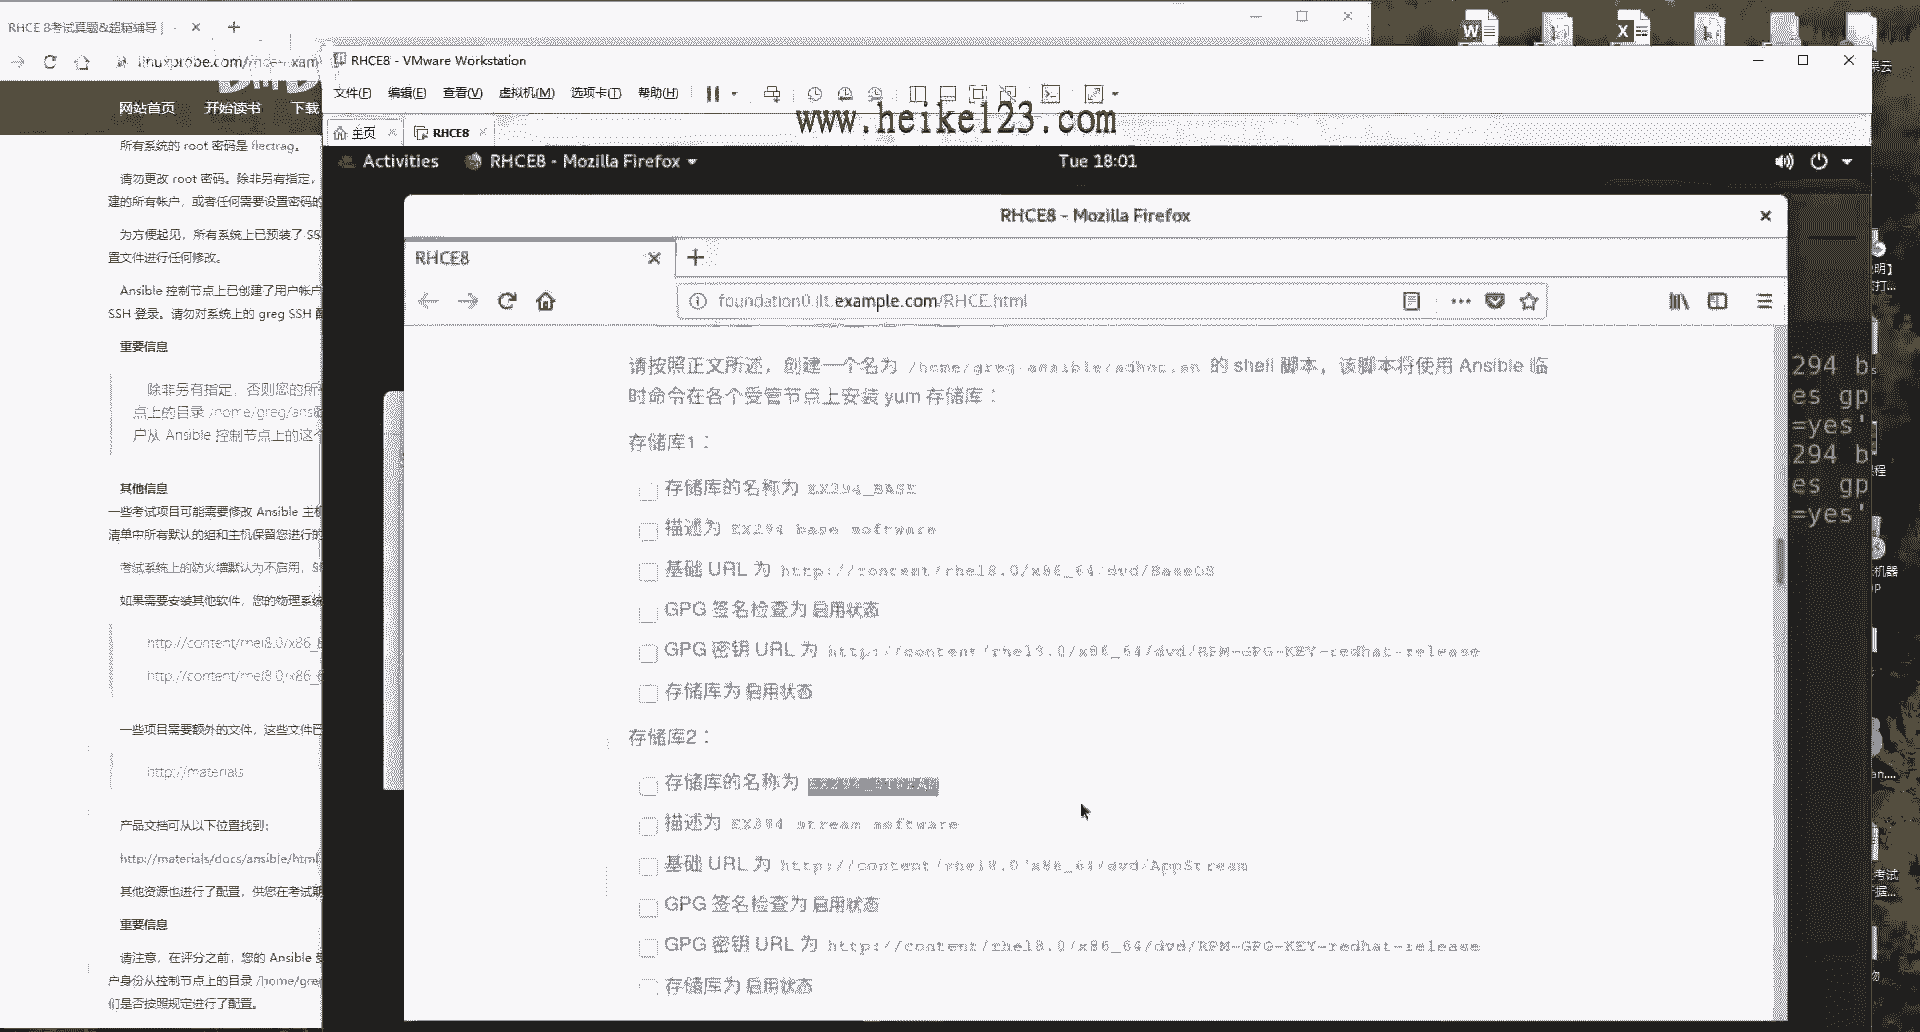 RHCE 8考试真题&超链辅导 |
linuxprobe.com/rhce-exam
网站首页 开始读书 下载
所有系统的 root 密码是 flectrag。
请勿更改 root 密码。除非另有指定,
建的所有帐户, 或者任何需要设置密码的
为方便起见, 所有系统上已预装了 SS
置文件进行任何修改。
Ansible 控制节点上已创建了用户帐户
SSH 登录。请勿对系统上的 greg SSH 配
重要信息
除非另有指定, 否则您的所
点上的目录 /home/greg/ans
户从 Ansible 控制节点上的这个
其他信息
一些考试项目可能需要修改 Ansible 主机
清单中所有默认的组和主机保留您进行的
考试系统上的防火墙默认为不启用, S
如果需要安装其他软件, 您的物理系统
http://content/rhel8.0/x86_6
http://content/rhel8.0/x86_6
一些项目需要额外的文件, 这些文件已
http://materials
产品文档可从以下位置找到:
http://materials/docs/ansible/html
其他资源也进行了配置, 供您在考试期
重要信息
请注意, 在评分之前, 您的 Ansible 受
户身份从控制节点上的目录 /home/greg
们是否按照规定进行了配置。
RHCE8 - VMware Workstation
文件(F) 编辑(E) 查看(V) 虚拟机(M) 选项卡(T) 帮助(H)
www.heike123.com
主页 RHCE8
Activities RHCE8 - Mozilla Firefox Tue 18:01
RHCE8 - Mozilla Firefox
RHCE8
foundation0.ilt.example.com/RHCE.html
请按照正文所述，创建一个名为 /home/greg/ansible/adhoc.sh 的 shell 脚本，该脚本将使用 Ansible 临
时命令在各个受管节点上安装 yum 存储库：
存储库1：
存储库的名称为 EX294_BASE
描述为 EX294 base software
基础 URL 为 http://content/rhel8.0/x86_64/dvd/BaseOS
GPG 签名检查为 启用状态
GPG 密钥 URL 为 http://content/rhel8.0/x86_64/dvd/RPM-GPG-KEY-redhat-release
存储库为 启用状态
存储库2：
存储库的名称为 EX294_STREAM
描述为 EX294 stream software
基础 URL 为 http://content/rhel8.0/x86_64/dvd/AppStream
GPG 签名检查为 启用状态
GPG 密钥 URL 为 http://content/rhel8.0/x86_64/dvd/RPM-GPG-KEY-redhat-release
存储库为 启用状态
294 b
es gp
=yes'
294 b
es gp
=yes'